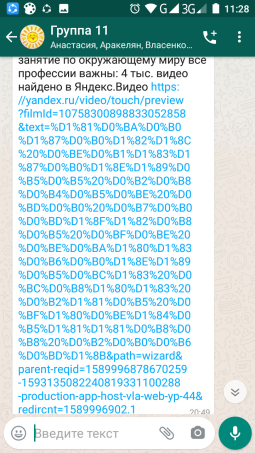 G 3G 11:28
Группа 11
Анастасия, Аракелян, Власенко...
занятие по окружающему миру все
профессии важны: 4 тыс. видео
найдено в Яндекс.Видео https:
//yandex.ru/video/touch/preview
?filmId=10758300898833052858
&text=%D1%81%D0%BA%D0%B0
%D1%87%D0%B0%D1%82%D1%8C
%20%D0%BE%D0%B1%D1%83%D1%
87%D0%B0%D1%8E%D1%89%D0%
B5%D0%B5%20%D0%B2%D0%B8
%D0%B4%D0%B5%D0%BE%20%D0
%BD%D0%B0%20%D0%B7%D0%B0
%D0%BD%D1%8F%D1%82%D0%B8
%D0%B5%20%D0%BF%D0%BE%20
%D0%BE%D0%BA%D1%80%D1%83
%D0%B6%D0%B0%D1%8E%D1%89
%D0%B5%D0%BC%D1%83%20%D0
%BC%D0%B8%D1%80%D1%83%20
%D0%B2%D1%81%D0%B5%20%D0
%BF%D1%80%D0%BE%D1%84%D0
%B5%D1%81%D1%81%D0%B8%D0
%B8%20%D0%B2%D0%B0%D0%B6
%D0%BD%D1%8B&path=wizard&
parent-reqid=1589996878670259
-1593135082240819331100288
-production-app-host-vla-web-yp-44&
redircnt=1589996902.1
20:49
Введите текст